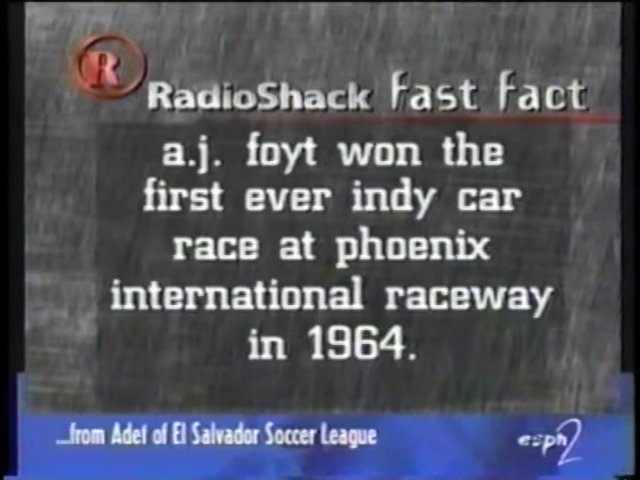 R
RadioShack fast fact
a.j. foyt won the
first ever indy car
race at phoenix
international raceway
in 1964.
...from Adet of El Salvador Soccer League
espn2